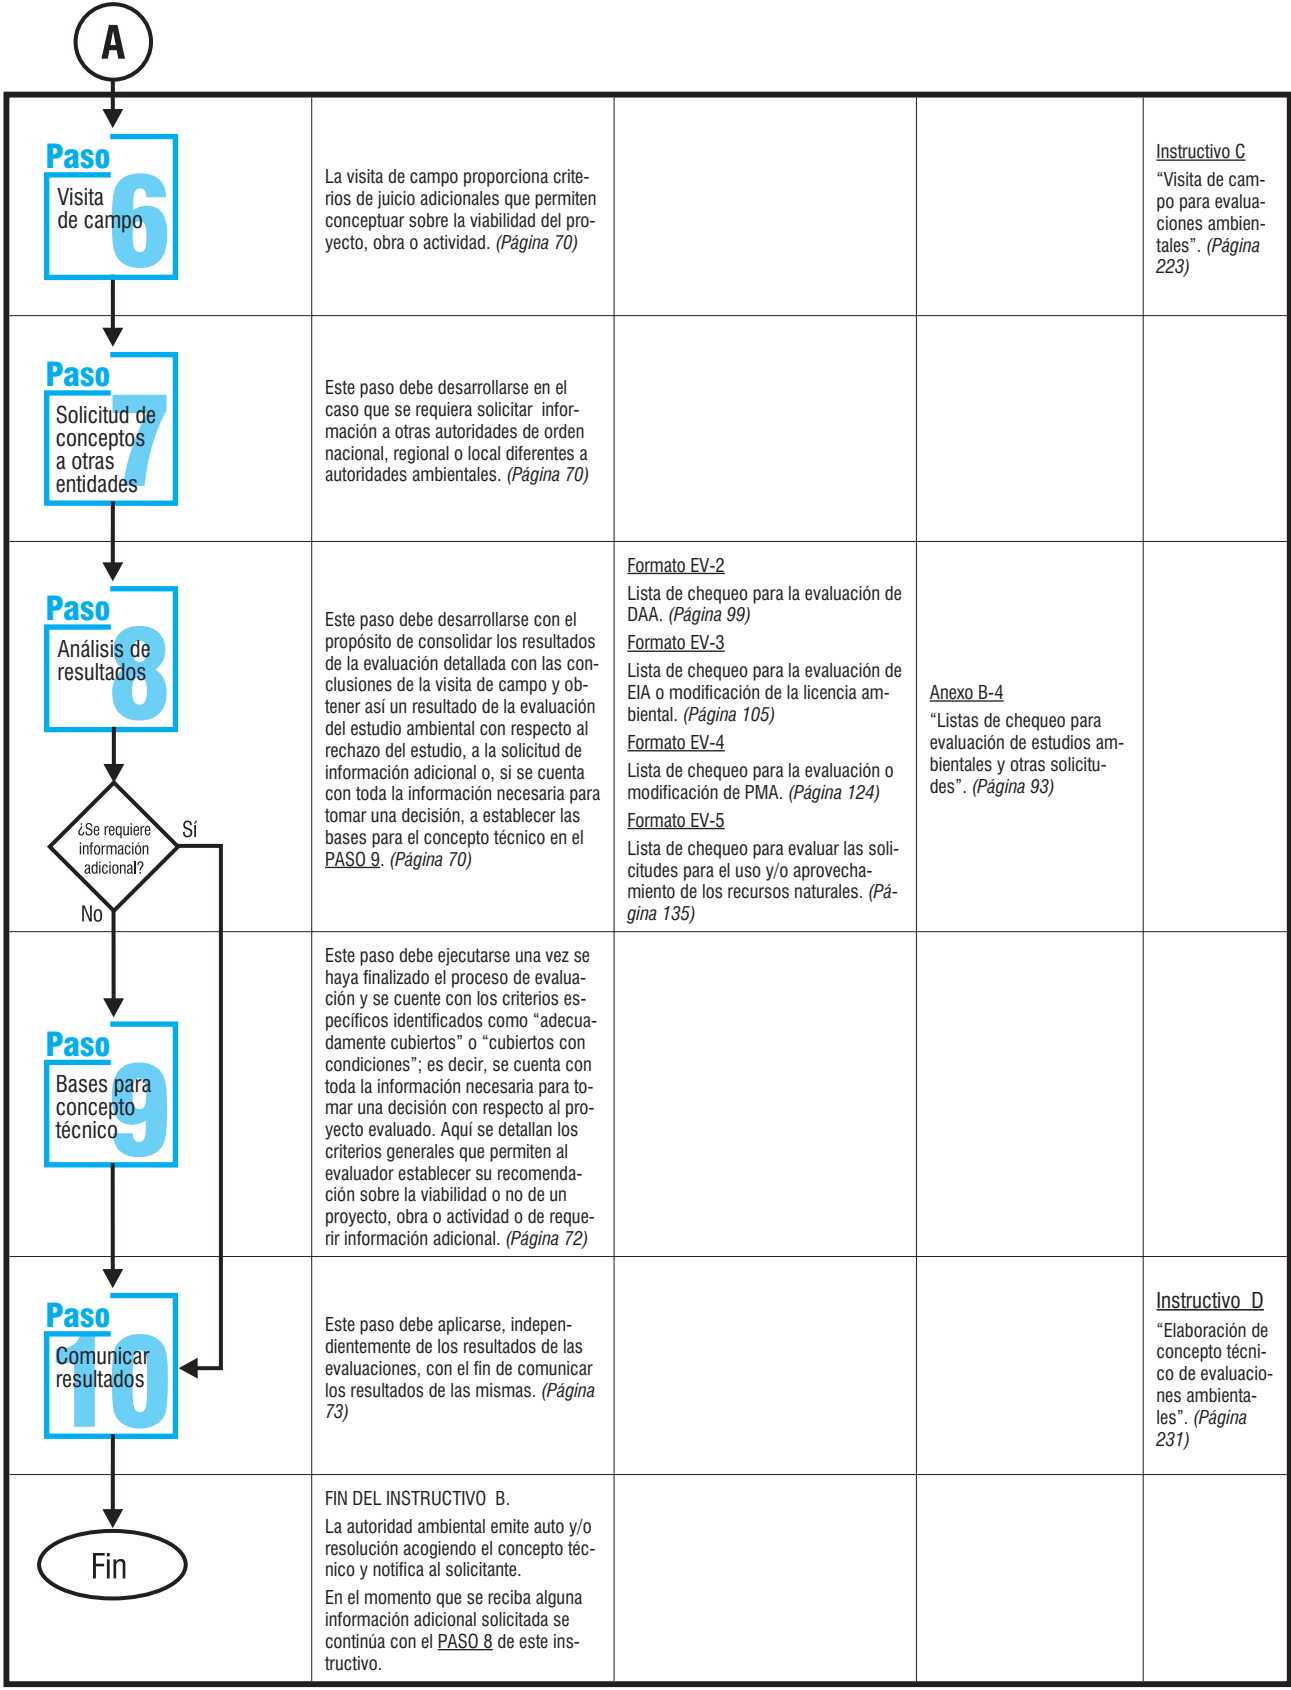 A
Paso
6
Visita
de campo
La visita de campo proporciona crite-
rios de juicio adicionales que permiten
conceptuar sobre la viabilidad del pro-
yecto, obra o actividad. (Página 70)
Instructivo C
“Visita de cam-
po para evalua-
ciones ambien-
tales”. (Página
223)
Paso
7
Solicitud de
conceptos
a otras
entidades
Este paso debe desarrollarse en el
caso que se requiera solicitar infor-
mación a otras autoridades de orden
nacional, regional o local diferentes a
autoridades ambientales. (Página 70)
Paso
8
Análisis de
resultados
¿Se requiere
información
adicional?
Sí
No
Este paso debe desarrollarse con el
propósito de consolidar los resultados
de la evaluación detallada con las con-
clusiones de la visita de campo y ob-
tener así un resultado de la evaluación
del estudio ambiental con respecto al
rechazo del estudio, a la solicitud de
información adicional o, si se cuenta
con toda la información necesaria para
tomar una decisión, a establecer las
bases para el concepto técnico en el
PASO 9. (Página 70)
Formato EV-2
Lista de chequeo para la evaluación de
DAA. (Página 99)
Formato EV-3
Lista de chequeo para la evaluación de
EIA o modificación de la licencia am-
biental. (Página 105)
Formato EV-4
Lista de chequeo para la evaluación o
modificación de PMA. (Página 124)
Formato EV-5
Lista de chequeo para evaluar las soli-
citudes para el uso y/o aprovecha-
miento de los recursos naturales. (Pá-
gina 135)
Anexo B-4
“Listas de chequeo para
evaluación de estudios am-
bientales y otras solicitu-
des”. (Página 93)
Paso
9
Bases para
concepto
técnico
Este paso debe ejecutarse una vez se
haya finalizado el proceso de evalua-
ción y se cuente con los criterios es-
pecíficos identificados como “adecua-
damente cubiertos” o “cubiertos con
condiciones”; es decir, se cuenta con
toda la información necesaria para to-
mar una decisión con respecto al pro-
yecto evaluado. Aquí se detallan los
criterios generales que permiten al
evaluador establecer su recomenda-
ción sobre la viabilidad o no de un
proyecto, obra o actividad o de reque-
rir información adicional. (Página 72)
Paso
10
Comunicar
resultados
Este paso debe aplicarse, indepen-
dientemente de los resultados de las
evaluaciones, con el fin de comunicar
los resultados de las mismas. (Página
73)
Instructivo D
“Elaboración de
concepto técni-
co de evaluacio-
nes ambienta-
les”. (Página
231)
Fin
FIN DEL INSTRUCTIVO B.
La autoridad ambiental emite auto y/o
resolución acogiendo el concepto téc-
nico y notifica al solicitante.
En el momento que se reciba alguna
información adicional solicitada se
continúa con el PASO 8 de este ins-
tructivo.